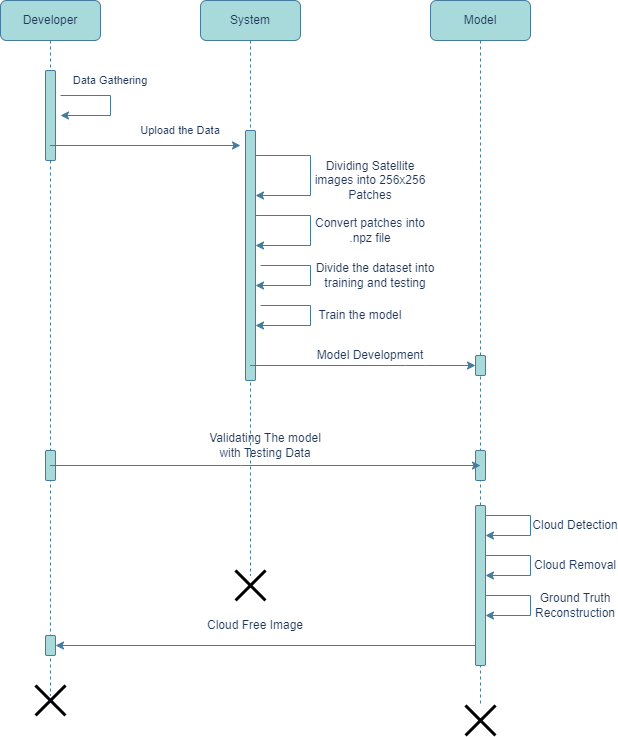 Developer
System
Model
Data Gathering
Upload the Data
Dividing Satellite
images into 256x256
Patches
Convert patches into
.npz file
Divide the dataset into
training and testing
Train the model
Model Development
Validating The model
with Testing Data
Cloud Detection
Cloud Removal
Ground Truth
Reconstruction
Cloud Free Image